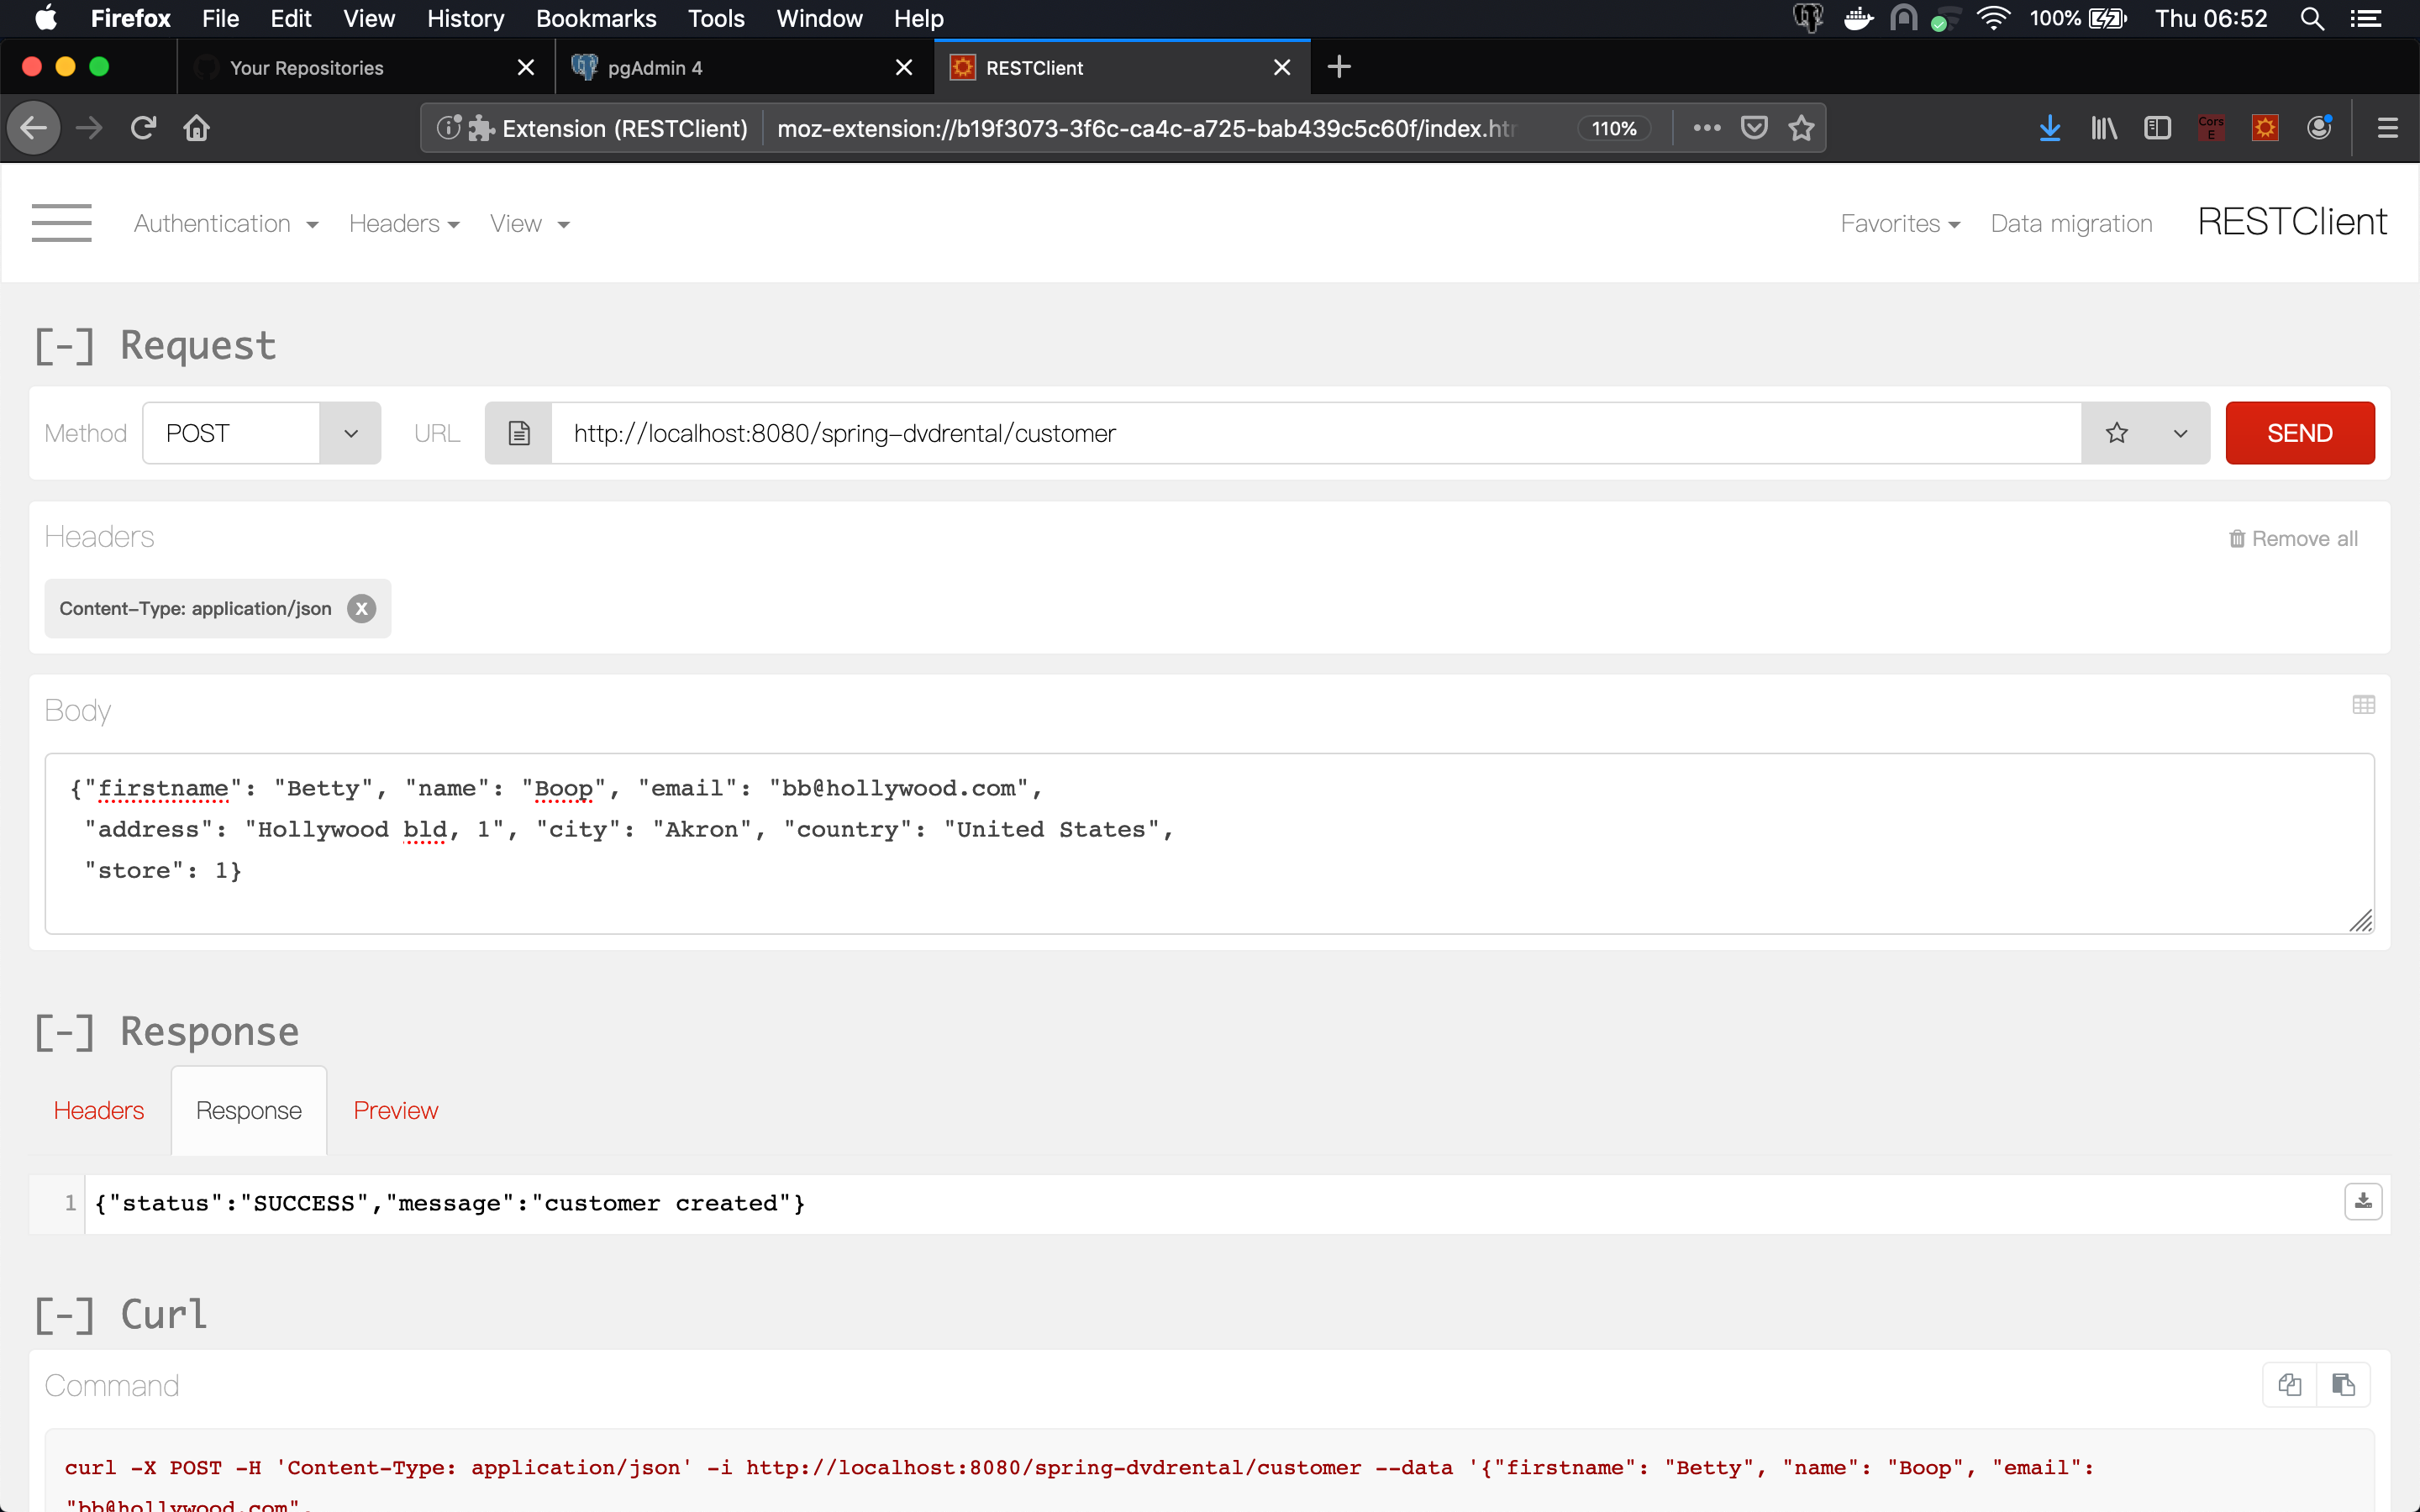 Firefox File Edit View History Bookmarks Tools Window Help 100% Thu 06:52
Your Repositories pgAdmin 4 RESTClient
Extension (RESTClient) moz-extension://b19f3073-3f6c-ca4c-a725-bab439c5c60f/index.htm 110% Cors E
Authentication Headers View Favorites Data migration RESTClient
[-] Request
Method POST URL http://localhost:8080/spring-dvdrental/customer SEND
Headers Remove all
Content-Type: application/json x
Body
{"firstname": "Betty", "name": "Boop", "email": "bb@hollywood.com",
"address": "Hollywood bld, 1", "city": "Akron", "country": "United States",
"store": 1}
[-] Response
Headers Response Preview
1 {"status":"SUCCESS","message":"customer created"}
[-] Curl
Command
curl -X POST -H 'Content-Type: application/json' -i http://localhost:8080/spring-dvdrental/customer --data '{"firstname": "Betty", "name": "Boop", "email":
"bb@hollywood.com",